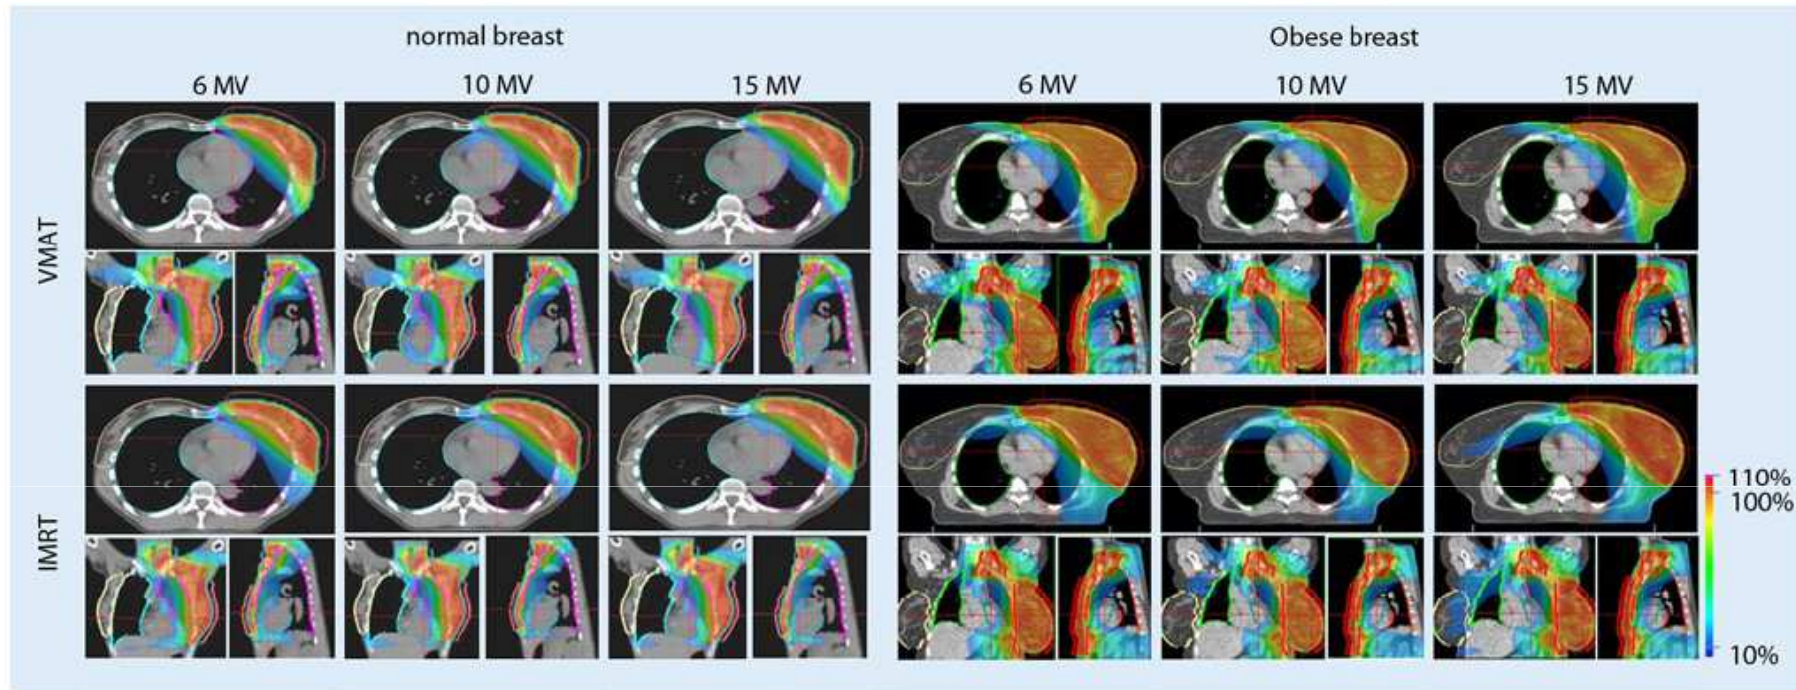 normal breast
Obese breast
6 MV
10 MV
15 MV
6 MV
10 MV
15 MV
VMAT
IMRT
110%
100%
10%